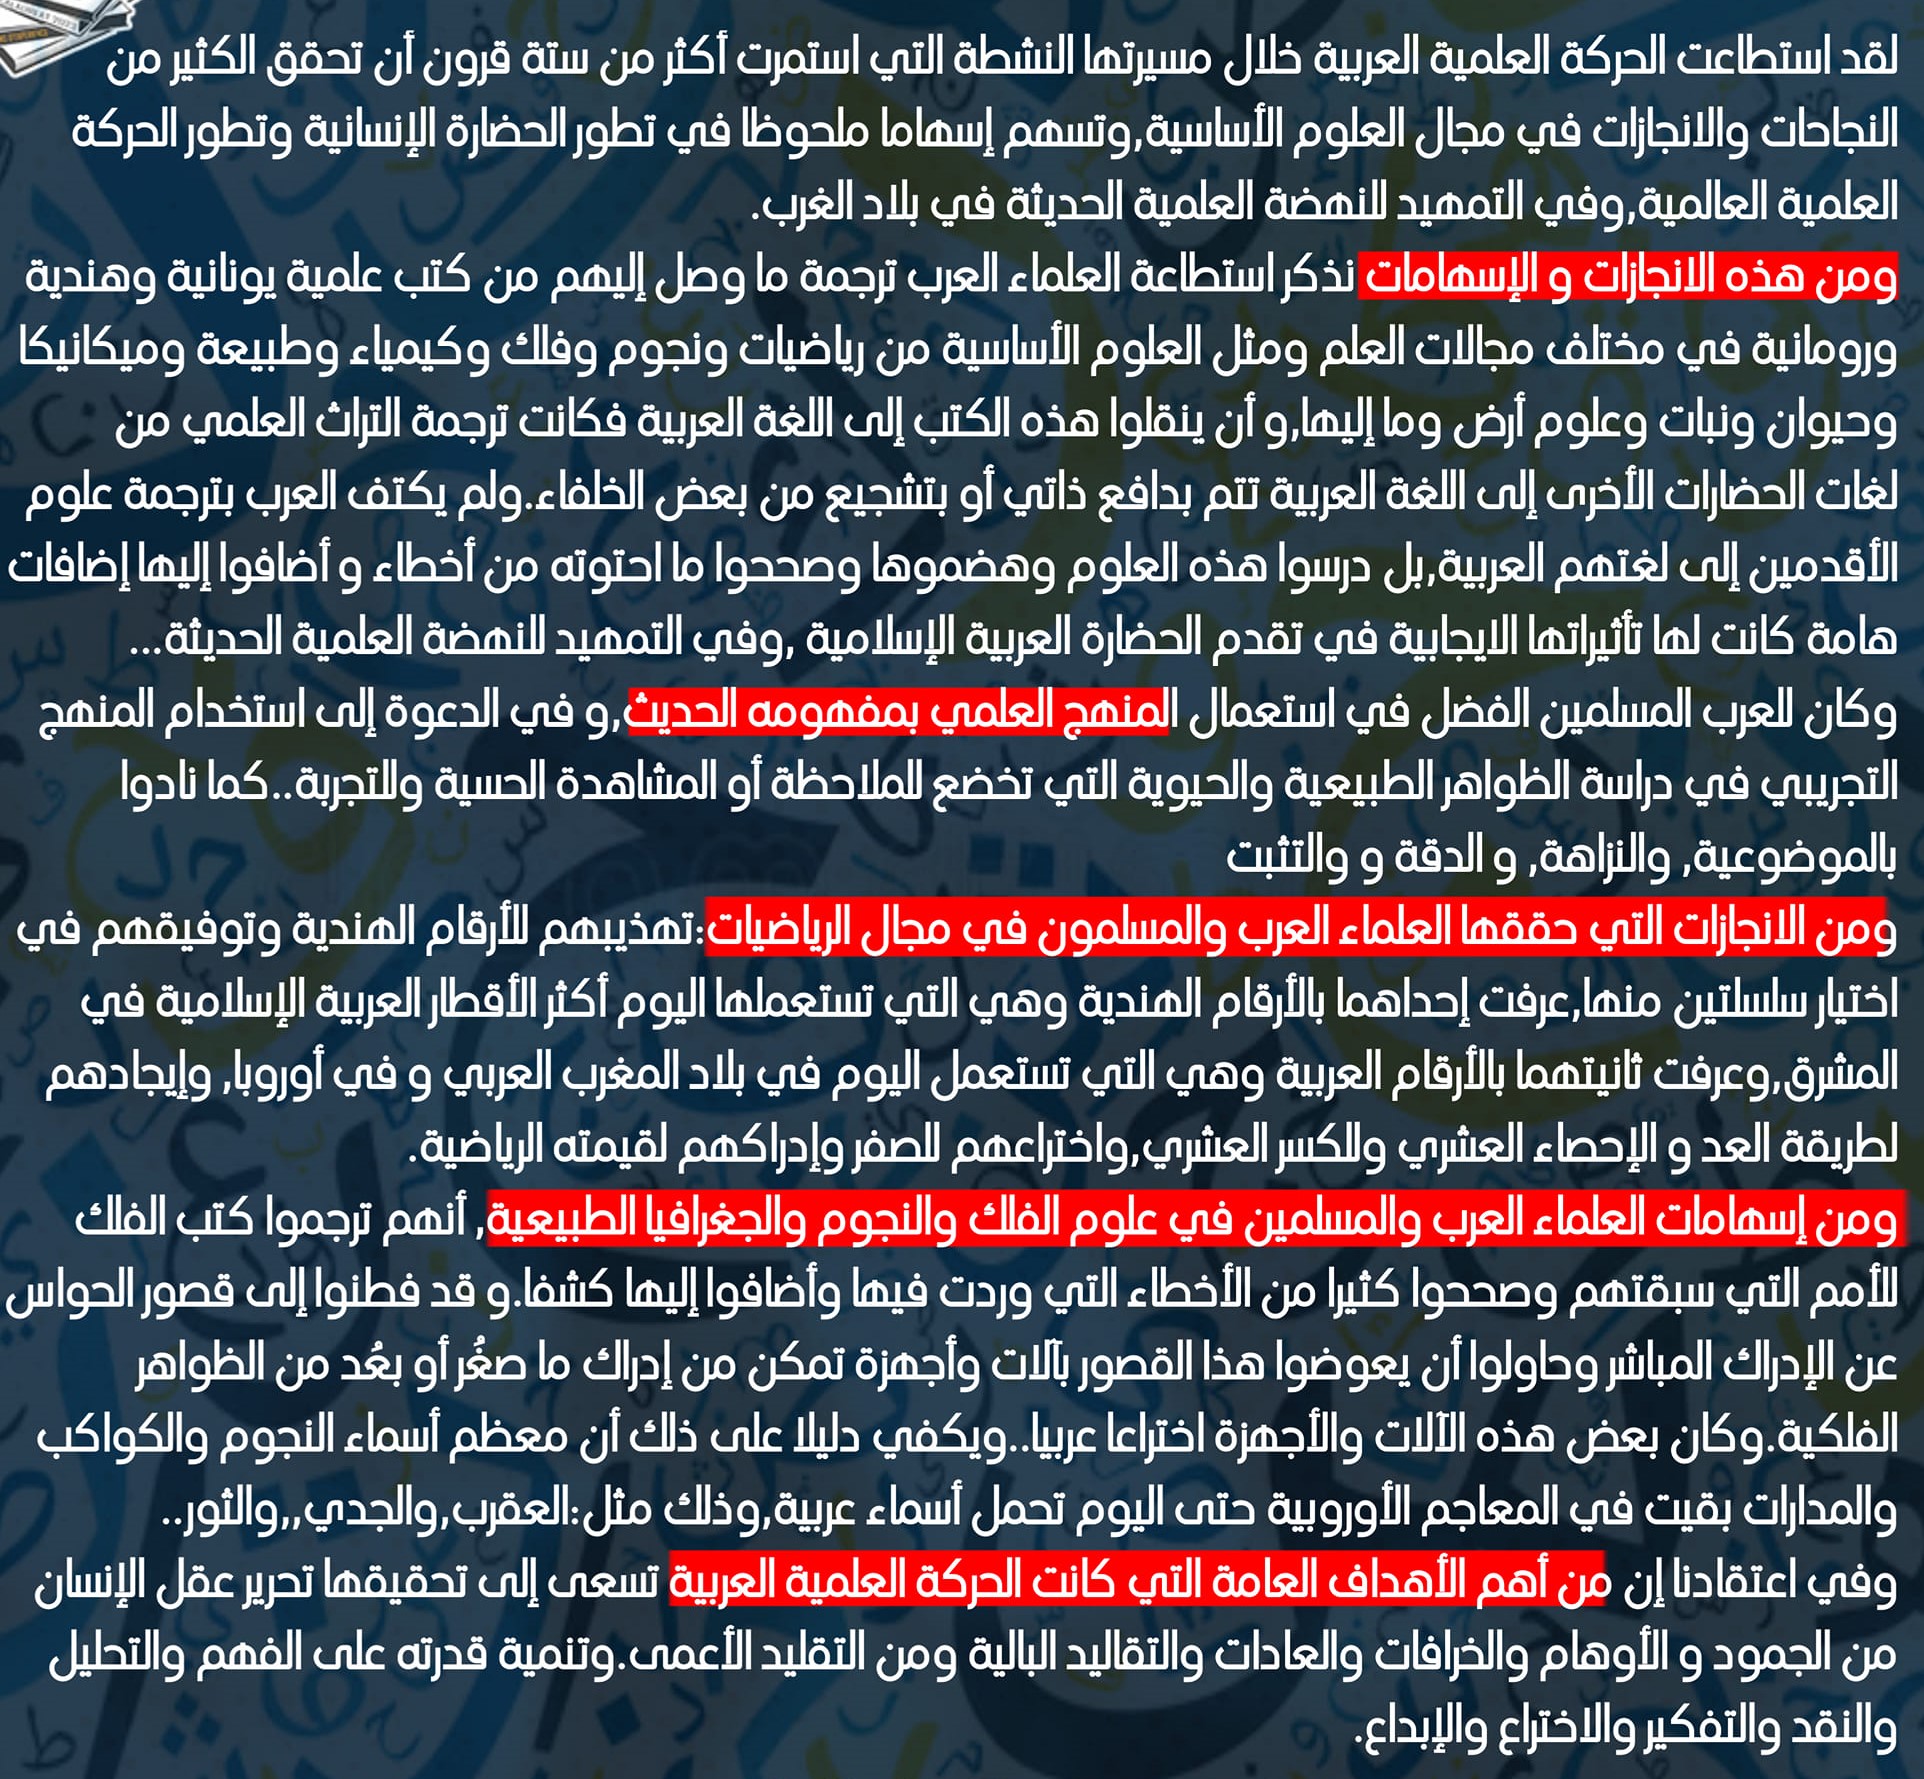 لقد استطاعت الحركة العلمية العربية خلال مسيرتها النشطة التي استمرت أكثر من ستة قرون أن تحقق الكثير من
النجاحات والانجازات في مجال العلوم الأساسية,وتسهم إسهاما ملحوظا في تطور الحضارة الإنسانية وتطور الحركة
العلمية العالمية,وفي التمهيد للنهضة العلمية الحديثة في بلاد الغرب.
ومن هذه الانجازات و الإسهامات نذكر استطاعة العلماء العرب ترجمة ما وصل إليهم من كتب علمية يونانية وهندية
ورومانية في مختلف مجالات العلم ومثل العلوم الأساسية من رياضيات ونجوم وفلك وكيمياء وطبيعة وميكانيكا
وحيوان ونبات وعلوم أرض وما إليها,و أن ينقلوا هذه الكتب إلى اللغة العربية فكانت ترجمة التراث العلمي من
لغات الحضارات الأخرى إلى اللغة العربية تتم بدافع ذاتي أو بتشجيع من بعض الخلفاء.ولم يكتف العرب بترجمة علوم
الأقدمين إلى لغتهم العربية,بل درسوا هذه العلوم وهضموها وصححوا ما احتوته من أخطاء و أضافوا إليها إضافات
هامة كانت لها تأثيراتها الايجابية في تقدم الحضارة العربية الإسلامية ,وفي التمهيد للنهضة العلمية الحديثة...
وكان للعرب المسلمين الفضل في استعمال المنهج العلمي بمفهومه الحديث,و في الدعوة إلى استخدام المنهج
التجريبي في دراسة الظواهر الطبيعية والحيوية التي تخضع للملاحظة أو المشاهدة الحسية وللتجربة..كما نادوا
بالموضوعية, والنزاهة, و الدقة و والتثبت
ومن الانجازات التي حققها العلماء العرب والمسلمون في مجال الرياضيات:تهذيبهم للأرقام الهندية وتوفيقهم في
اختيار سلسلتين منها,عرفت إحداهما بالأرقام الهندية وهي التي تستعملها اليوم أكثر الأقطار العربية الإسلامية في
المشرق,وعرفت ثانيتهما بالأرقام العربية وهي التي تستعمل اليوم في بلاد المغرب العربي و في أوروبا, وإيجادهم
لطريقة العد و الإحصاء العشري وللكسر العشري,واختراعهم للصفر وإدراكهم لقيمته الرياضية.
ومن إسهامات العلماء العرب والمسلمين في علوم الفلك والنجوم والجغرافيا الطبيعية, أنهم ترجموا كتب الفلك
للأمم التي سبقتهم وصححوا كثيرا من الأخطاء التي وردت فيها وأضافوا إليها كشفا.و قد فطنوا إلى قصور الحواس
عن الإدراك المباشر وحاولوا أن يعوضوا هذا القصور بآلات وأجهزة تمكن من إدراك ما صغُر أو بعُد من الظواهر
الفلكية.وكان بعض هذه الآلات والأجهزة اختراعا عربيا..ويكفي دليلا على ذلك أن معظم أسماء النجوم والكواكب
والمدارات بقيت في المعاجم الأوروبية حتى اليوم تحمل أسماء عربية,وذلك مثل:العقرب,والجدي,,والثور..
وفي اعتقادنا إن من أهم الأهداف العامة التي كانت الحركة العلمية العربية تسعى إلى تحقيقها تحرير عقل الإنسان
من الجمود و الأوهام والخرافات والعادات والتقاليد البالية ومن التقليد الأعمى.وتنمية قدرته على الفهم والتحليل
والنقد والتفكير والاختراع والإبداع.